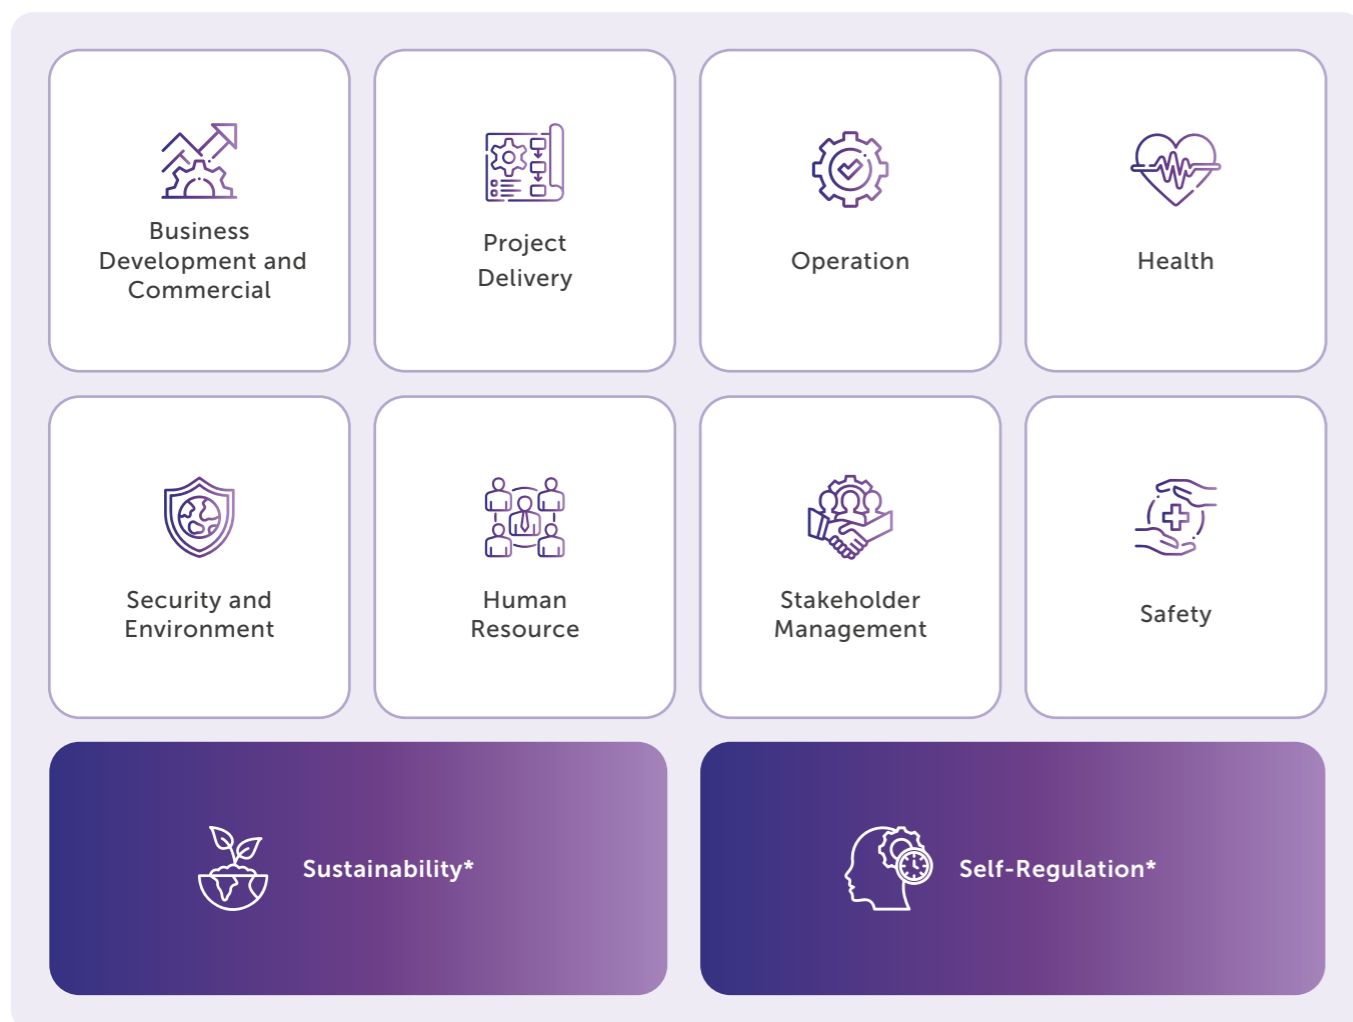 Business
Development and
Commercial
Project
Delivery
Operation
Health
Security and
Environment
Human
Resource
Stakeholder
Management
Safety
Sustainability*
Self-Regulation*